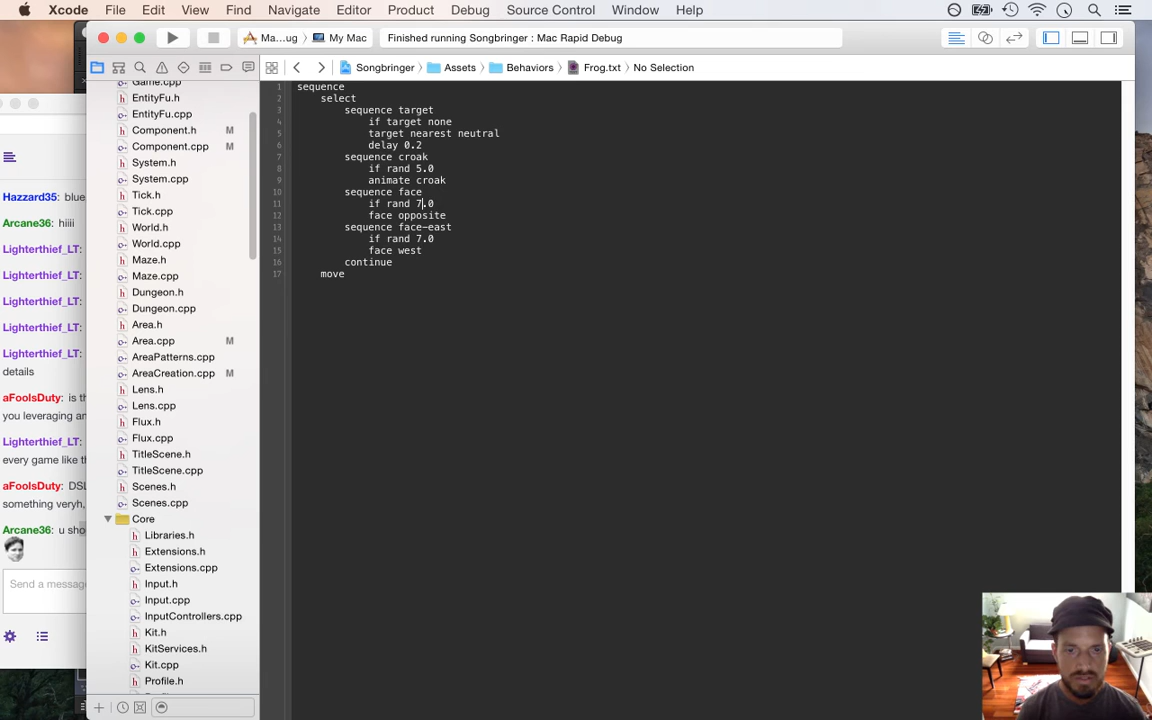 Xcode File Edit View Find Navigate Editor Product Debug Source Control Window Help
Ma...ug My Mac Finished running Songbringer : Mac Rapid Debug
Songbringer Assets Behaviors Frog.txt No Selection
Game.cpp
EntityFu.h
EntityFu.cpp
Component.h M
Component.cpp M
System.h
System.cpp
Tick.h
Tick.cpp
World.h
World.cpp
Maze.h
Maze.cpp
Dungeon.h
Dungeon.cpp
Area.h
Area.cpp M
AreaPatterns.cpp
AreaCreation.cpp M
Lens.h
Lens.cpp
Flux.h
Flux.cpp
TitleScene.h
TitleScene.cpp
Scenes.h
Scenes.cpp
Core
Libraries.h
Extensions.h
Extensions.cpp
Input.h
Input.cpp
InputControllers.cpp
Kit.h
KitServices.h
Kit.cpp
Profile.h
1 sequence
2 select
3 sequence target
4 if target none
5 target nearest neutral
6 delay 0.2
7 sequence croak
8 if rand 5.0
9 animate croak
10 sequence face
11 if rand 7.0
12 face opposite
13 sequence face-east
14 if rand 7.0
15 face west
16 continue
17 move
Hazzard35: blue
Arcane36: hiiii
Lighterthief_LT:
Lighterthief_LT:
Lighterthief_LT:
Lighterthief_LT:
Lighterthief_LT:
details
aFoolsDuty: is th
you leveraging an
Lighterthief_LT:
every game like th
aFoolsDuty: DSL
something veryh,
Arcane36: u sho
Send a message